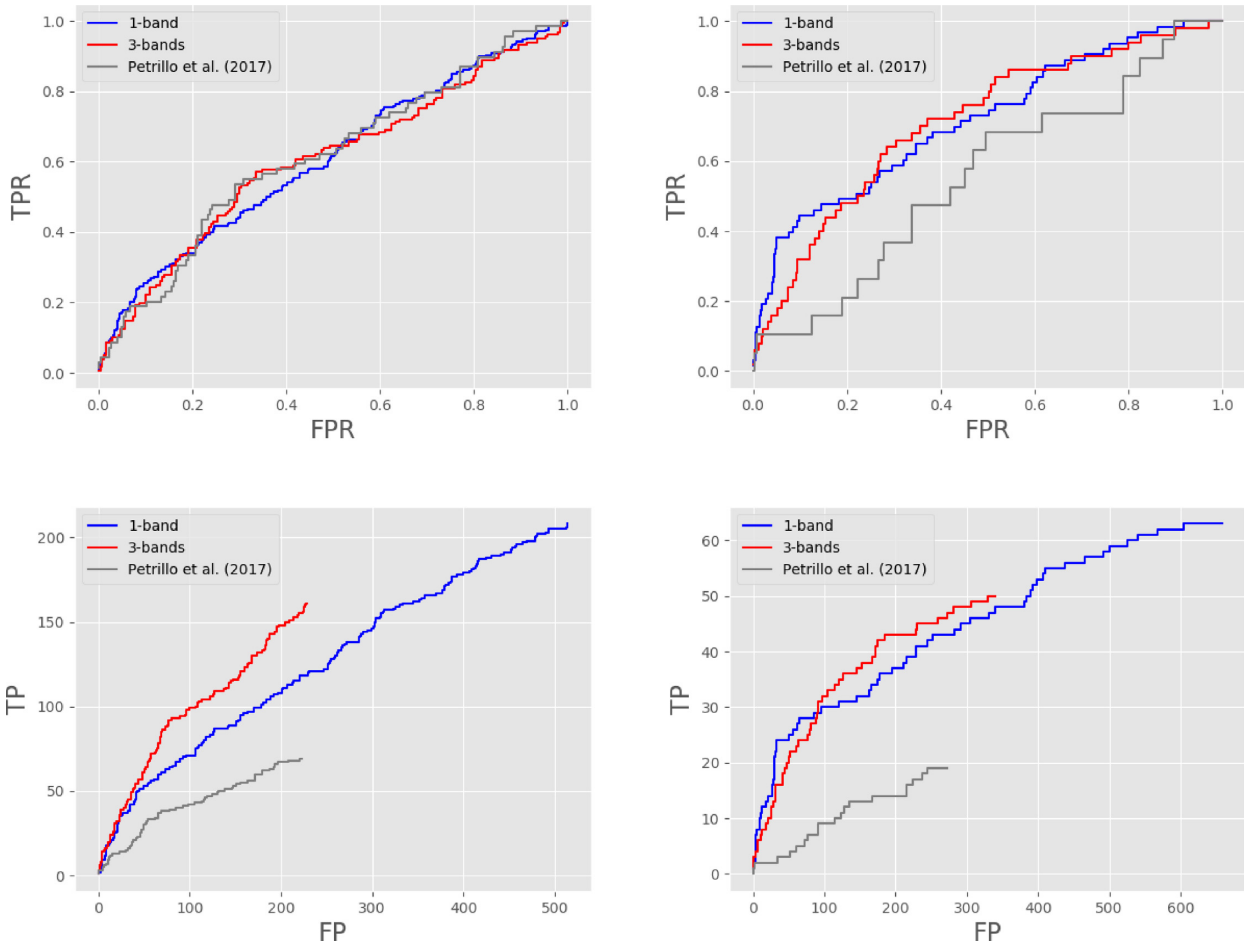 1-band
3-bands
Petrillo et al. (2017)
1.0
0.8
0.6
0.4
0.2
0.0
TPR
0.0 0.2 0.4 0.6 0.8 1.0
FPR
1-band
3-bands
Petrillo et al. (2017)
1.0
0.8
0.6
0.4
0.2
0.0
TPR
0.0 0.2 0.4 0.6 0.8 1.0
FPR
1-band
3-bands
Petrillo et al. (2017)
200
150
100
50
0
TP
0 100 200 300 400 500
FP
1-band
3-bands
Petrillo et al. (2017)
60
50
40
30
20
10
0
TP
0 100 200 300 400 500 600
FP